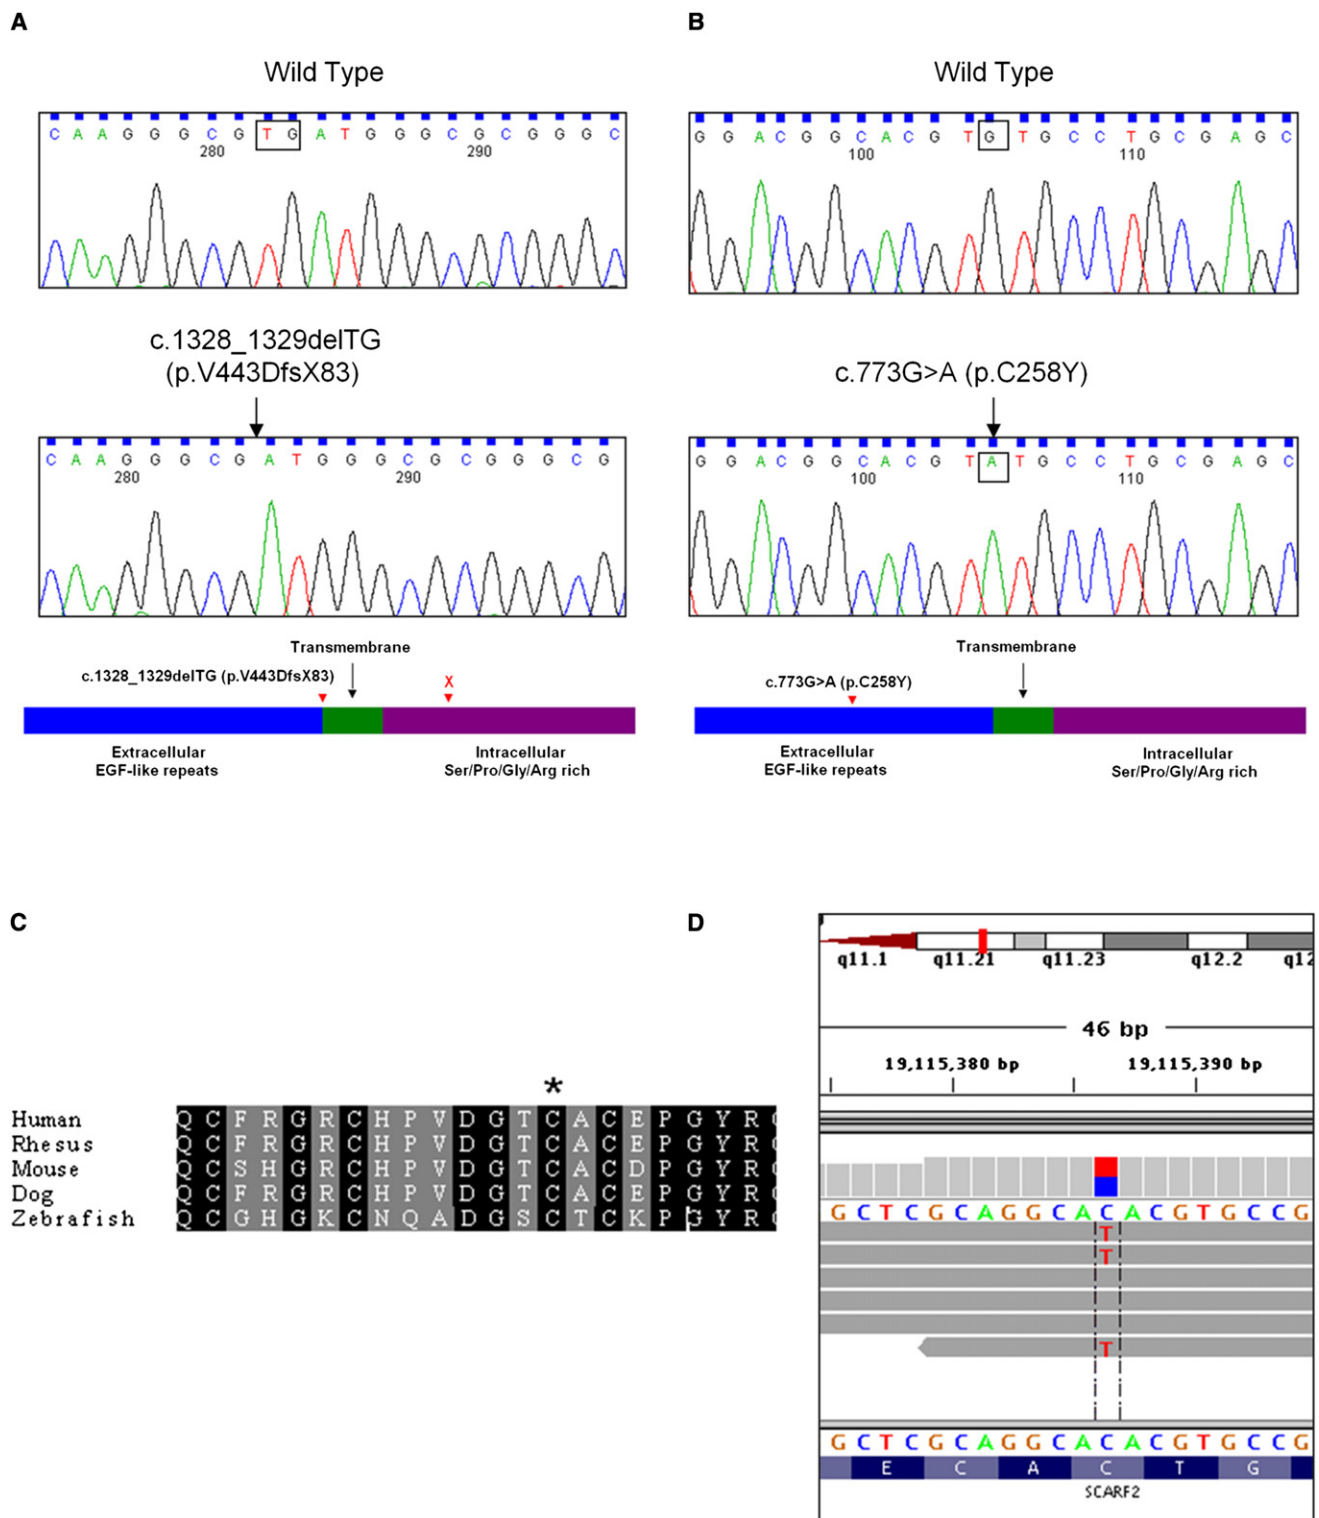 A
Wild Type
C A A G G G C G T G A T G G G C G C G G G C
280 290
c.1328_1329delTG
(p.V443DfsX83)
C A A G G G C G A T G G G C G C G G G C G
280 290
Transmembrane
c.1328_1329delTG (p.V443DfsX83) X
Extracellular
EGF-like repeats
Intracellular
Ser/Pro/Gly/Arg rich
B
Wild Type
G G A C G G C A C G T G T G C C T G C G A G C
100 110
c.773G>A (p.C258Y)
G G A C G G C A C G T A T G C C T G C G A G C
100 110
Transmembrane
c.773G>A (p.C258Y)
Extracellular
EGF-like repeats
Intracellular
Ser/Pro/Gly/Arg rich
C
*
Human Q C F R G R C H P V D G T C A C E P G Y R
Rhesus Q C F R G R C H P V D G T C A C E P G Y R
Mouse Q C S H G R C H P V D G T C A C D P G Y R
Dog Q C F R G R C H P V D G T C A C E P G Y R
Zebrafish Q C G H G K C N Q A D G S C T C K P G Y R
D
q11.1 q11.21 q11.23 q12.2 q12
46 bp
19,115,380 bp 19,115,390 bp
G C T C G C A G G C A C A C G T G C C G
T
T
T
G C T C G C A G G C A C A C G T G C C G
E C A C T G
SCARF2